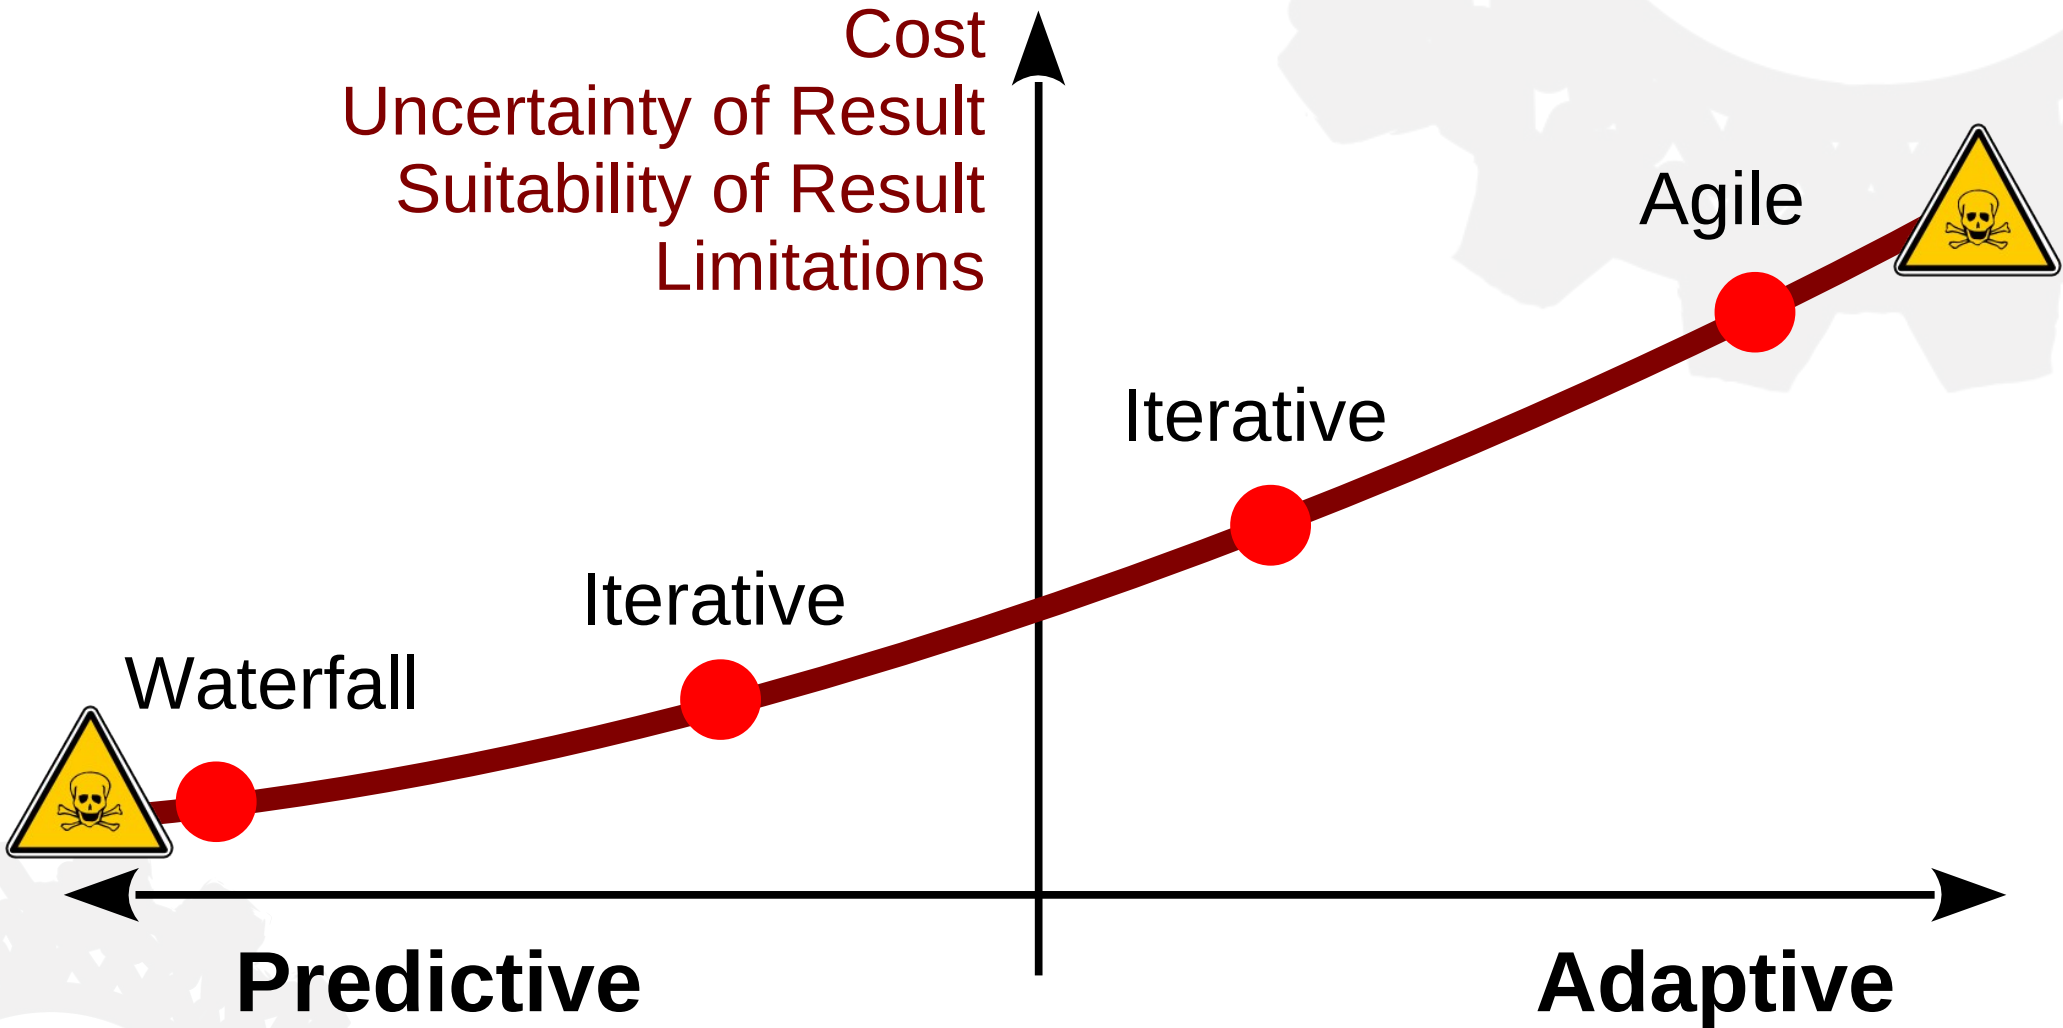 Cost
Uncertainty of Result
Suitability of Result
Limitations
Agile
Iterative
Iterative
Waterfall
Predictive
Adaptive